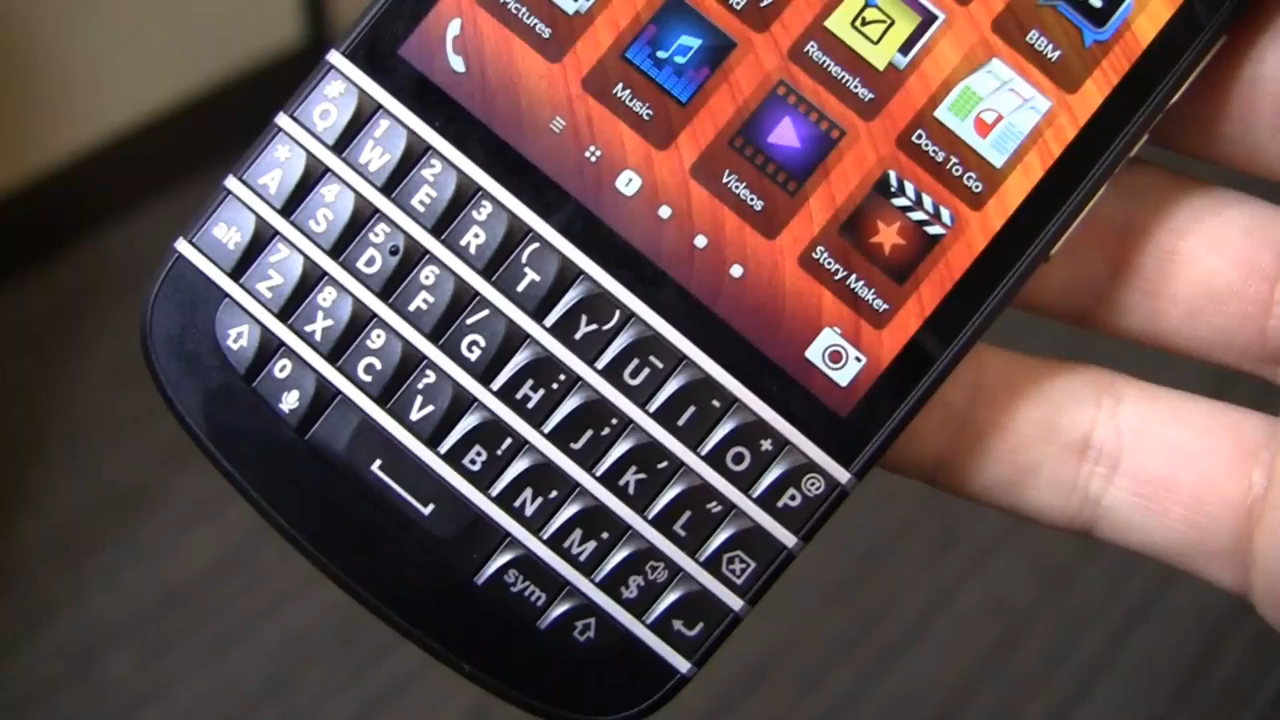 Pictures
Music
Remember
BBM
Videos
Docs To Go
Story Maker
1
# Q
1 W
2 E
3 R
( T
Y )
U _
I -
O +
P @
* A
4 S
5 D
6 F
/ G
H :
J ;
K '
L "
alt
7 Z
8 X
9 C
? V
B !
N ,
M .
$
0
sym